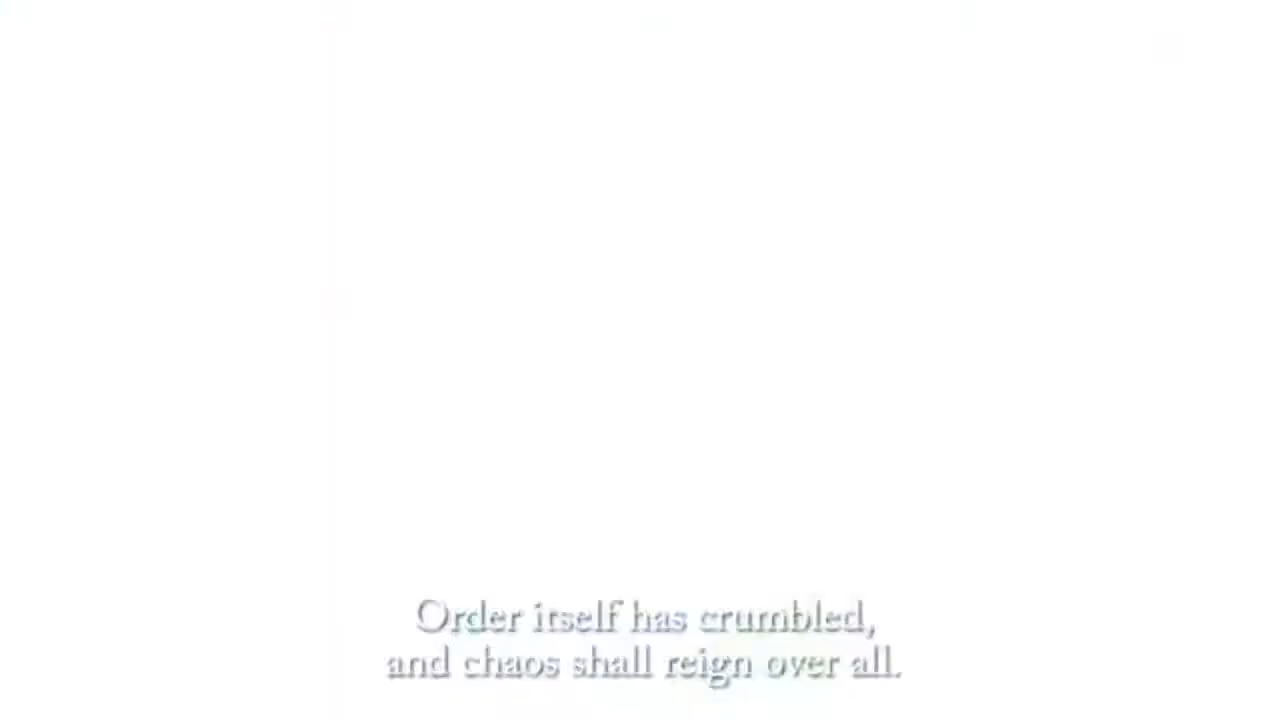 Order itself has crumbled,
and chaos shall reign over all.